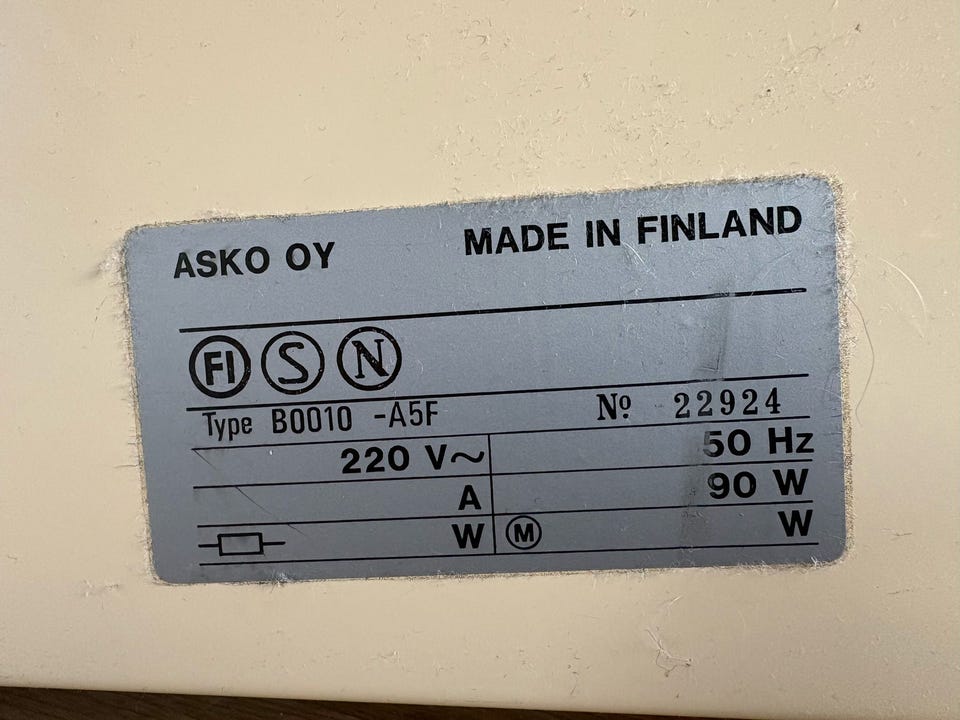 ASKO OY MADE IN FINLAND
FI S N
Type B0010 -A5F Nº 22924
220 V~ 50 Hz
A 90 W
W M W